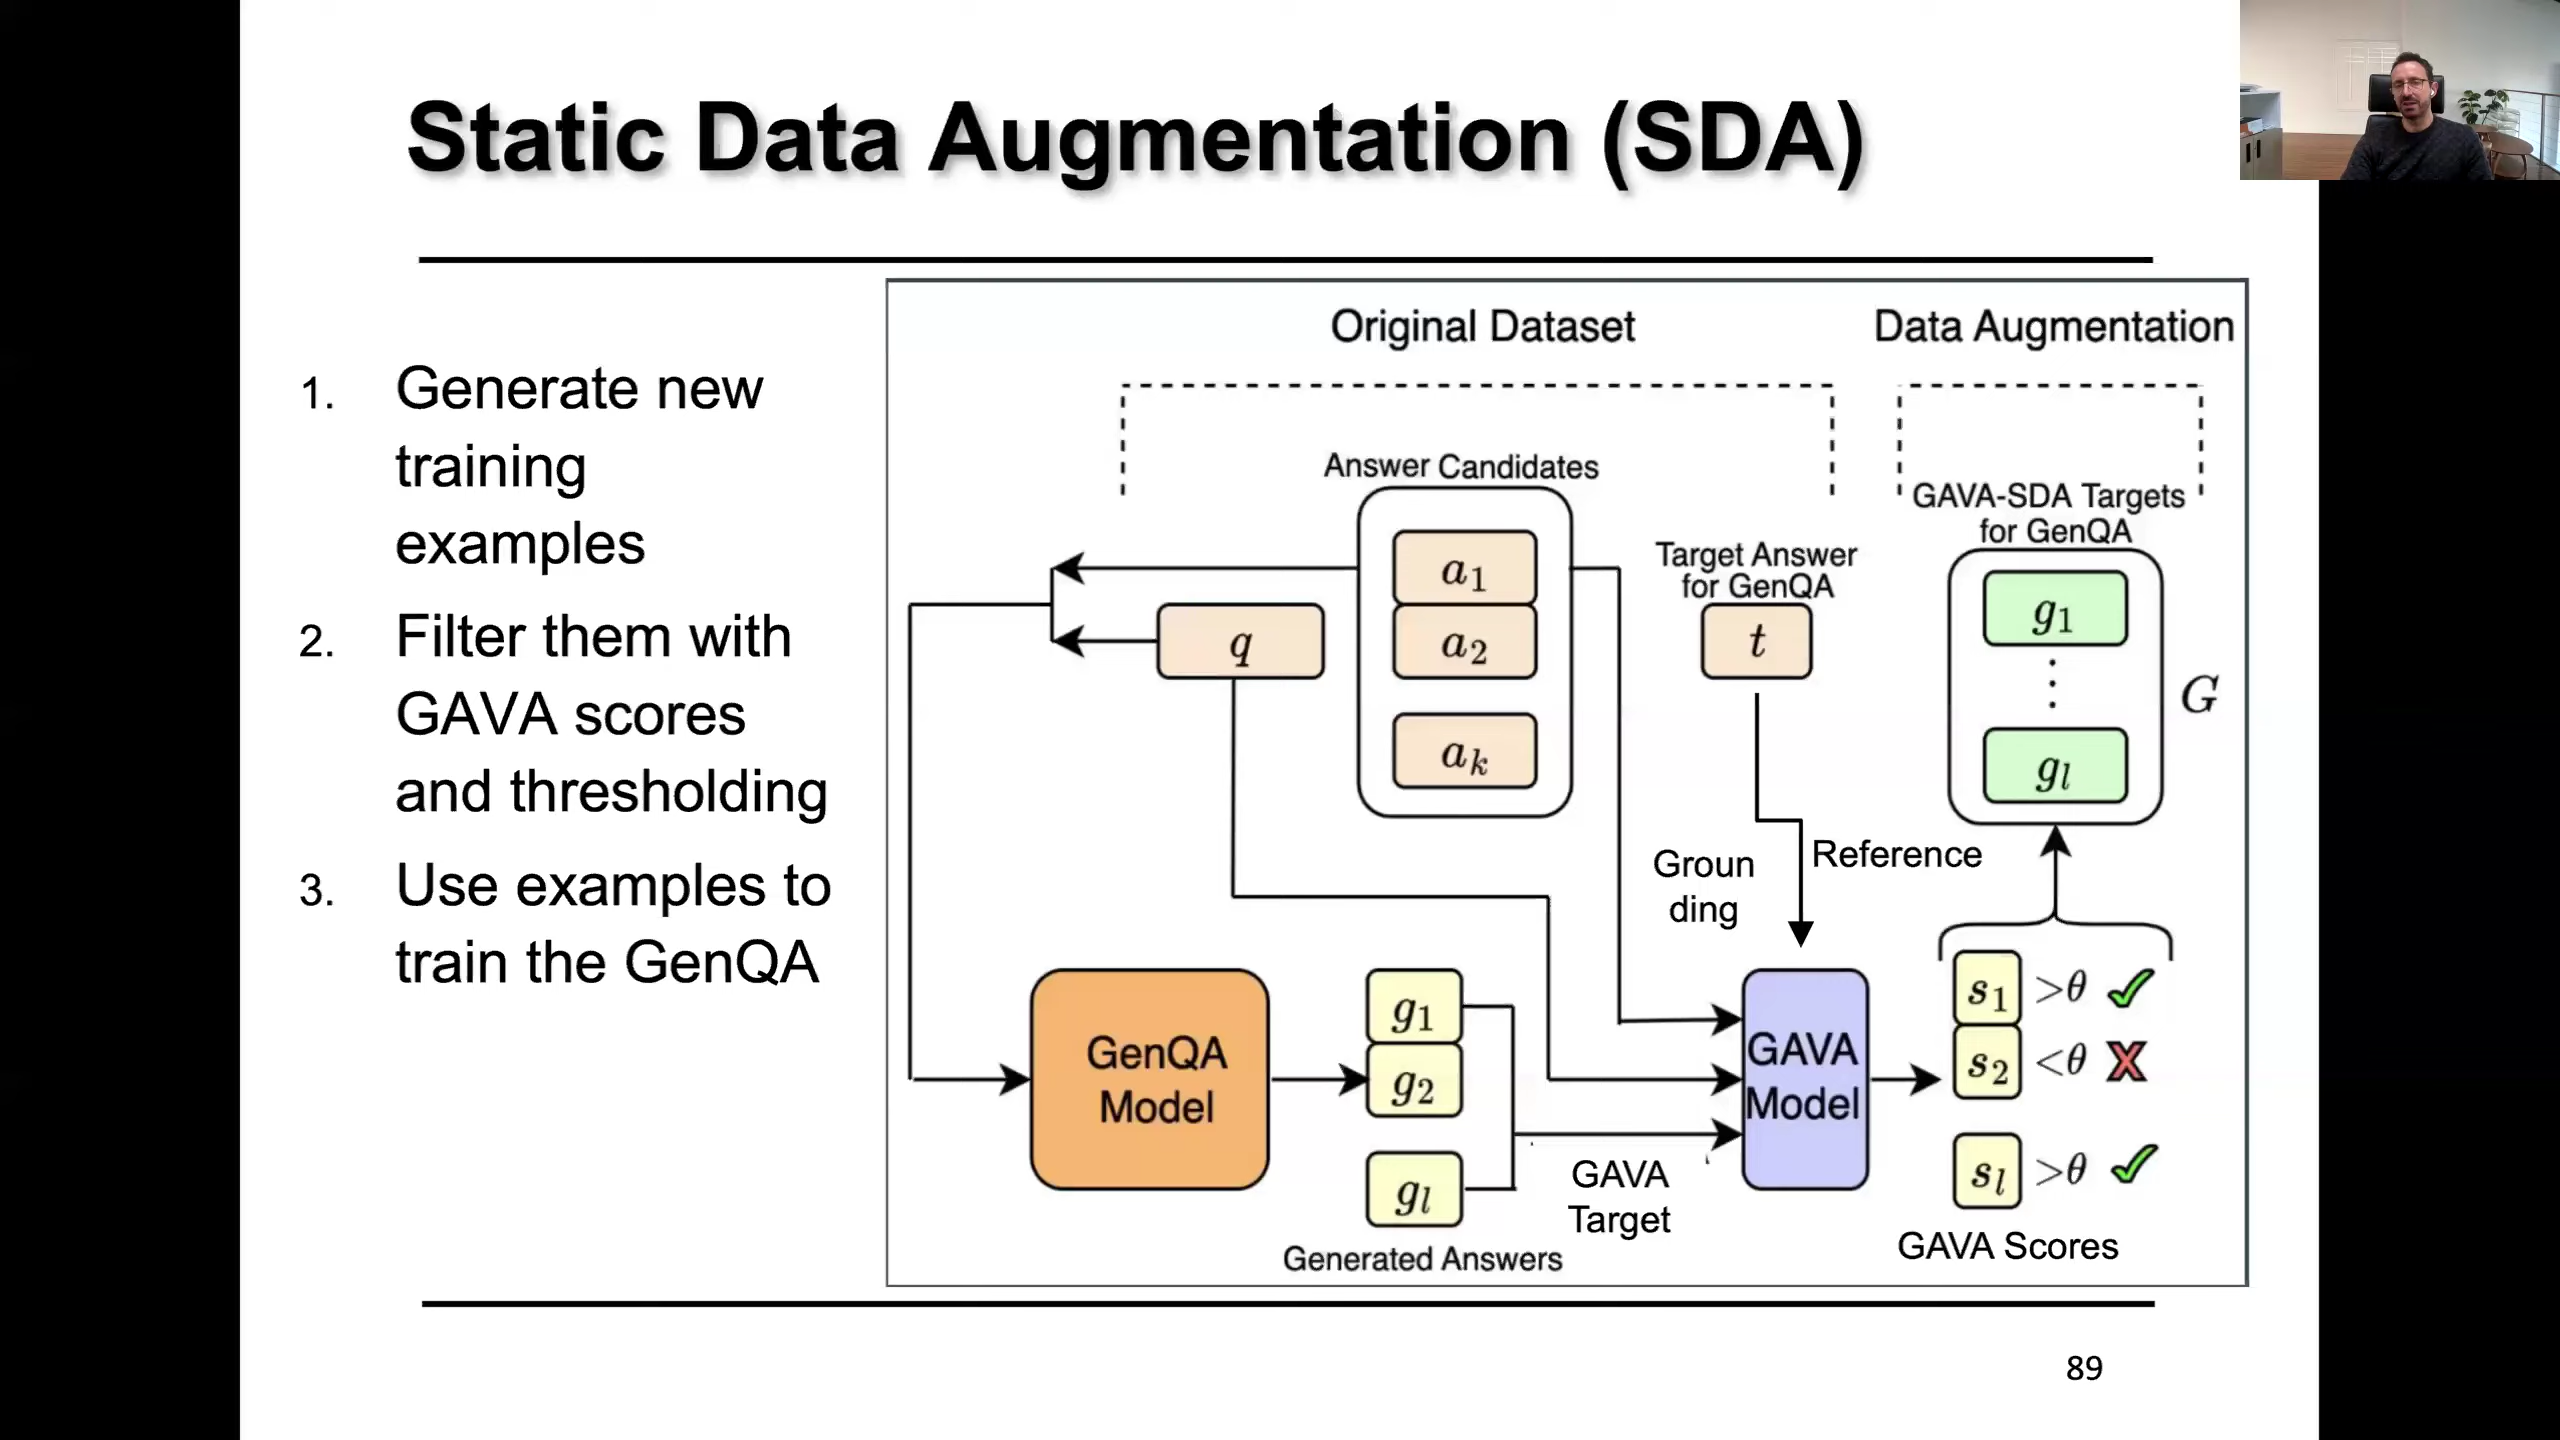 Static Data Augmentation (SDA)
1. Generate new
training
examples
2. Filter them with
GAVA scores
and thresholding
3. Use examples to
train the GenQA
Original Dataset
Data Augmentation
Answer Candidates
a1
a2
ak
q
Target Answer
for GenQA
t
GAVA-SDA Targets
for GenQA
g1
⋮
gl
G
Groun
ding
Reference
GenQA
Model
g1
g2
gl
Generated Answers
GAVA
Target
GAVA
Model
s1 >θ ✓
s2 <θ X
sl >θ ✓
GAVA Scores
89